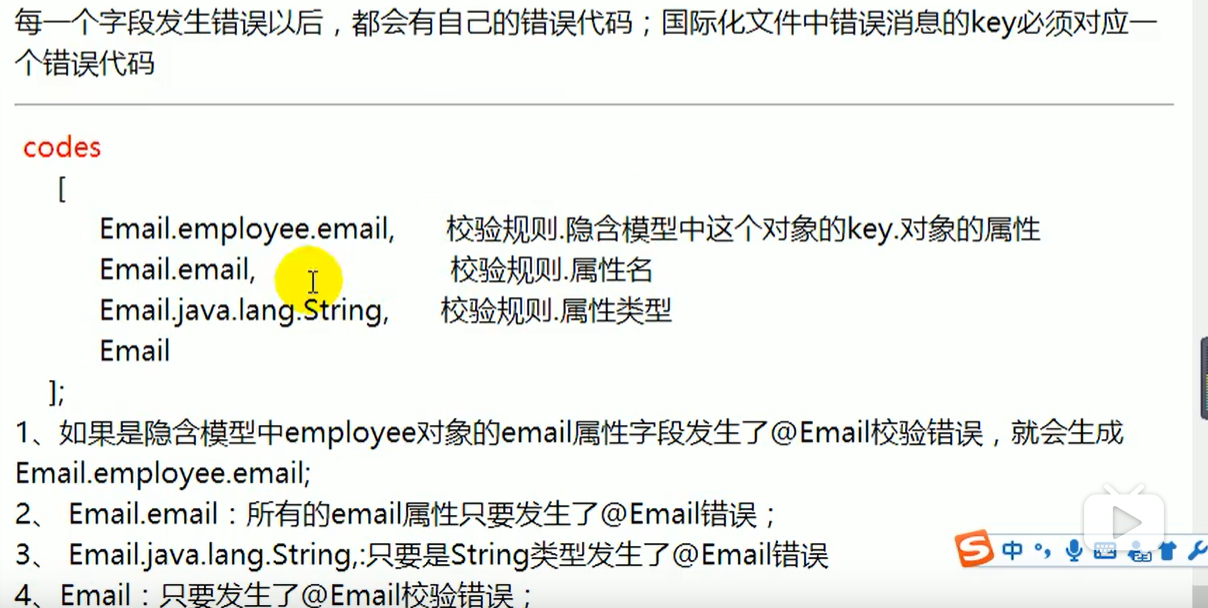 每一个字段发生错误以后，都会有自己的错误代码；国际化文件中错误消息的key必须对应一
个错误代码
codes
[
Email.employee.email, 校验规则.隐含模型中这个对象的key.对象的属性
Email.email, 校验规则.属性名
Email.java.lang.String, 校验规则.属性类型
Email
];
1、如果是隐含模型中employee对象的email属性字段发生了@Email校验错误，就会生成
Email.employee.email;
2、 Email.email：所有的email属性只要发生了@Email错误；
3、 Email.java.lang.String,:只要是String类型发生了@Email错误
4、Email：只要发生了@Email校验错误；
S中